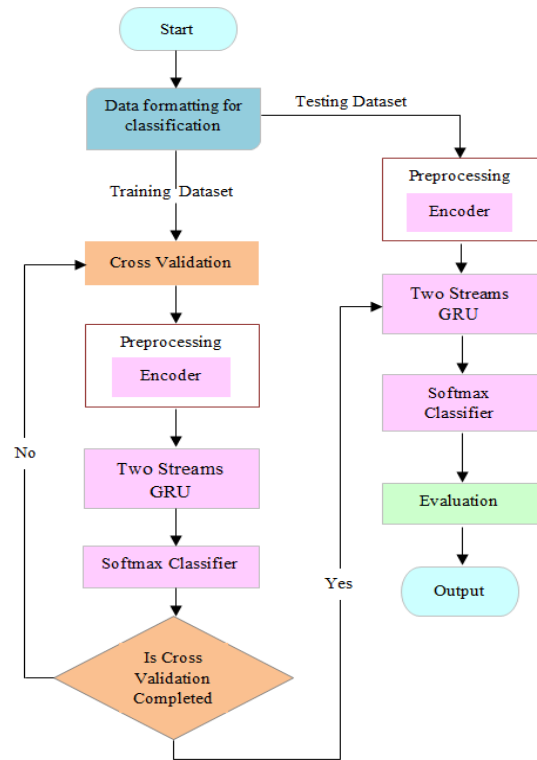 Start
Data formatting for
classification
Testing Dataset
Training Dataset
Cross Validation
Preprocessing
Encoder
Two Streams
GRU
Softmax Classifier
Is Cross
Validation
Completed
No
Yes
Preprocessing
Encoder
Two Streams
GRU
Softmax
Classifier
Evaluation
Output